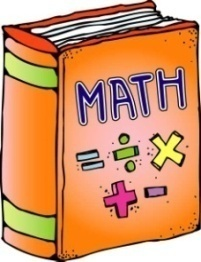 MATH
= ÷ ×
+ -